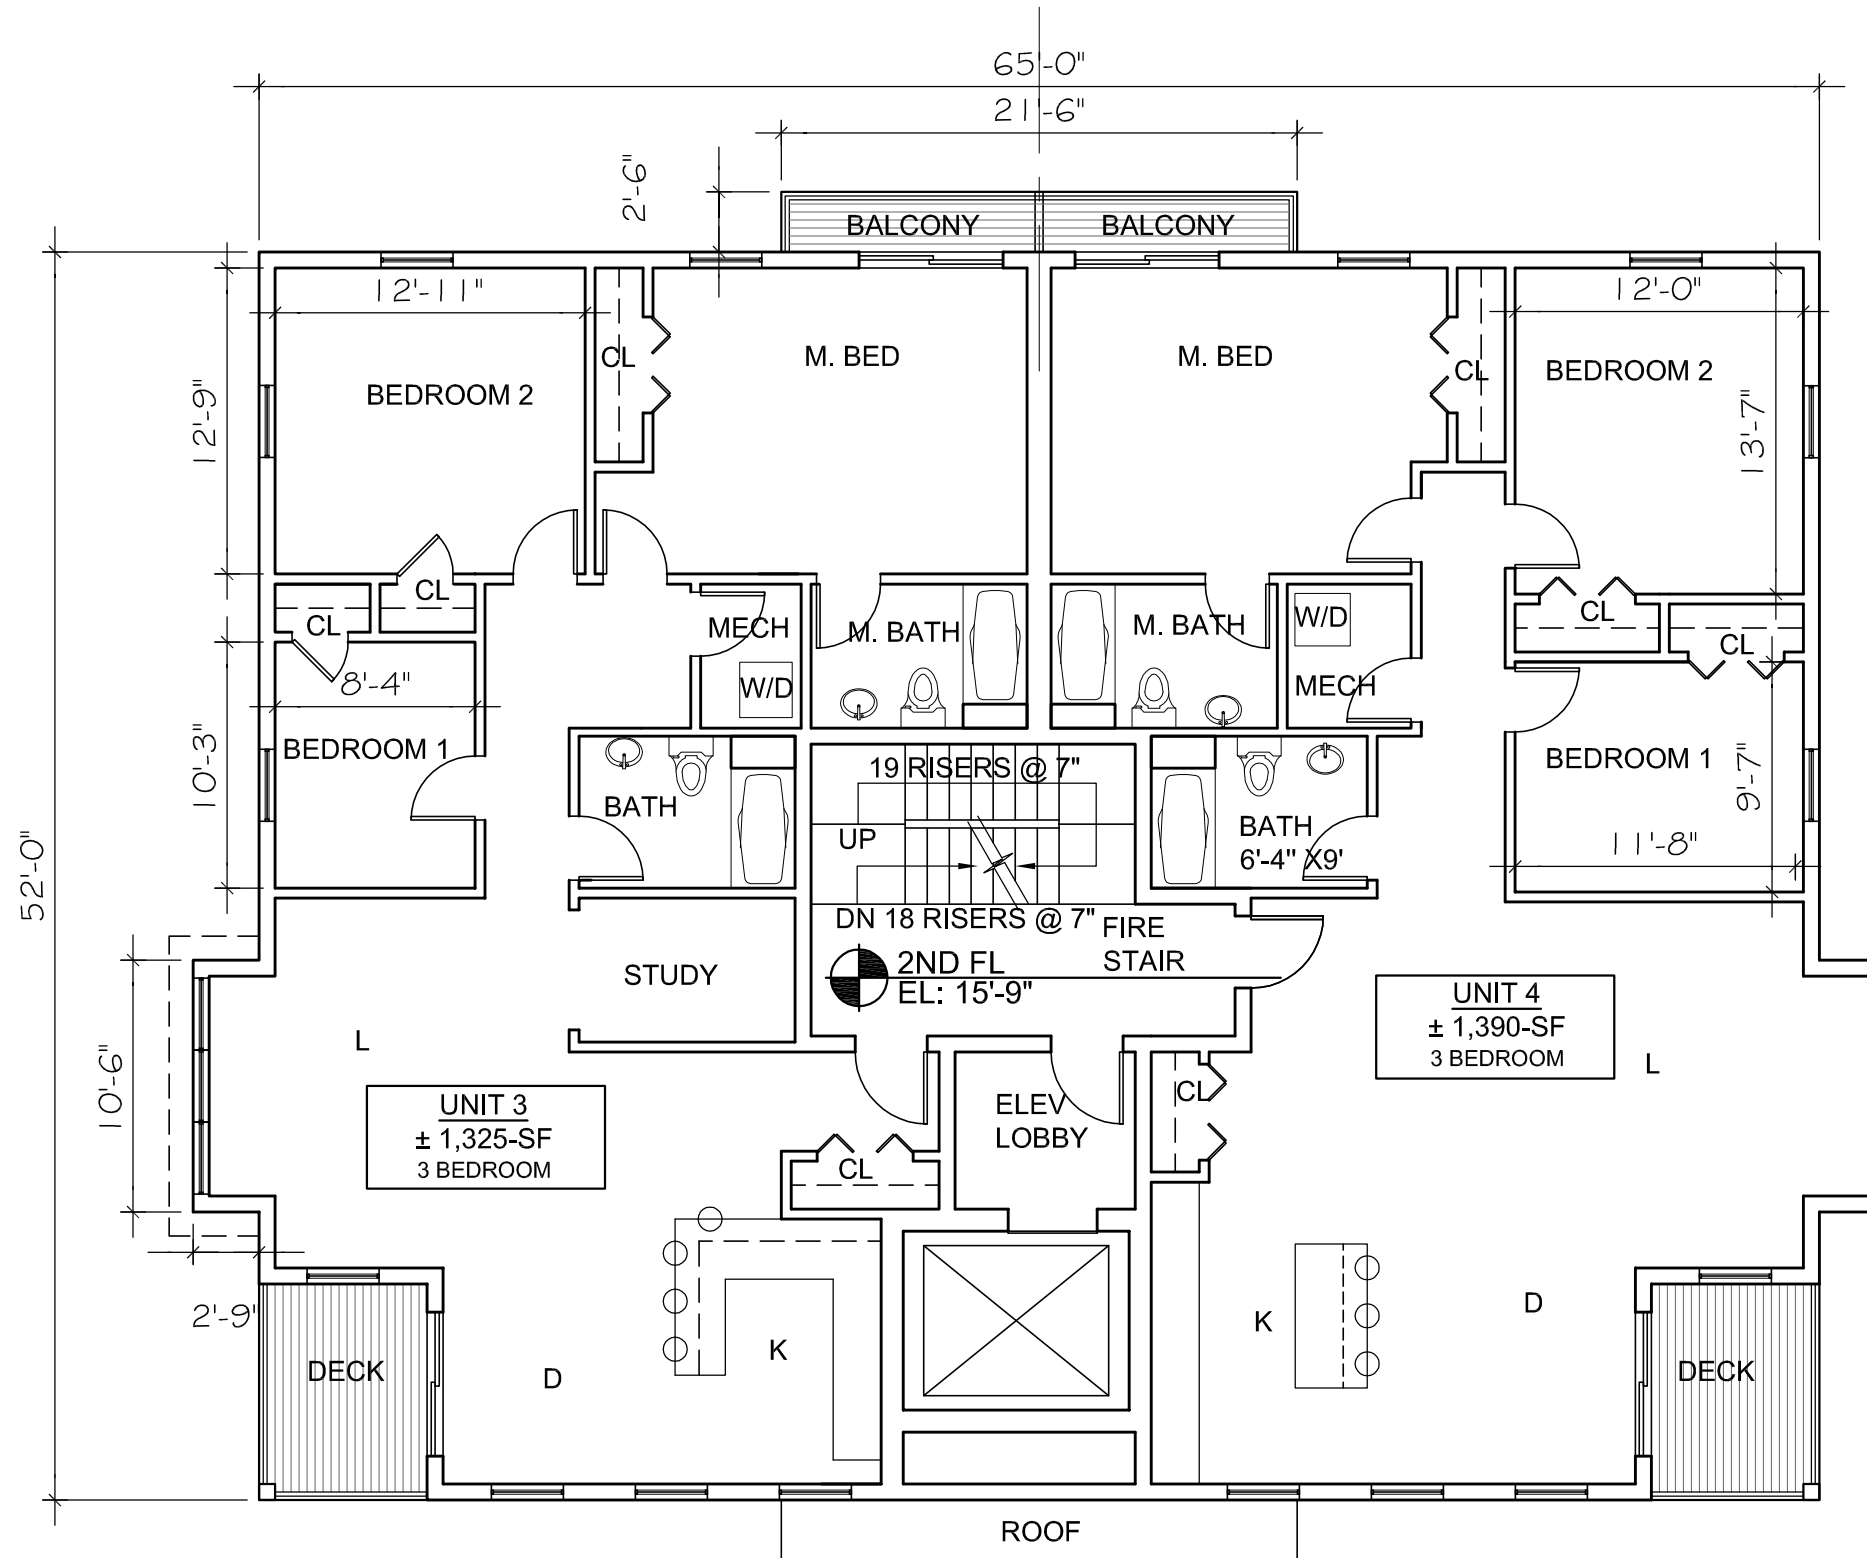 65'-0"
21'-6"
2'-6"
BALCONY
BALCONY
12'-11"
12'-0"
CL
M. BED
M. BED
CL
BEDROOM 2
BEDROOM 2
12'-9"
13'-7"
CL
CL
MECH
M. BATH
M. BATH
W/D
CL
CL
8'-4"
W/D
MECH
BEDROOM 1
BEDROOM 1
10'-3"
9'-7"
19 RISERS @ 7"
BATH
UP
BATH
6'-4" X9'
11'-8"
52'-0"
DN 18 RISERS @ 7"
FIRE
STAIR
STUDY
2ND FL
EL: 15'-9"
UNIT 4
± 1,390-SF
3 BEDROOM
L
L
10'-6"
UNIT 3
± 1,325-SF
3 BEDROOM
ELEV
LOBBY
CL
CL
2'-9"
K
D
K
D
DECK
DECK
ROOF